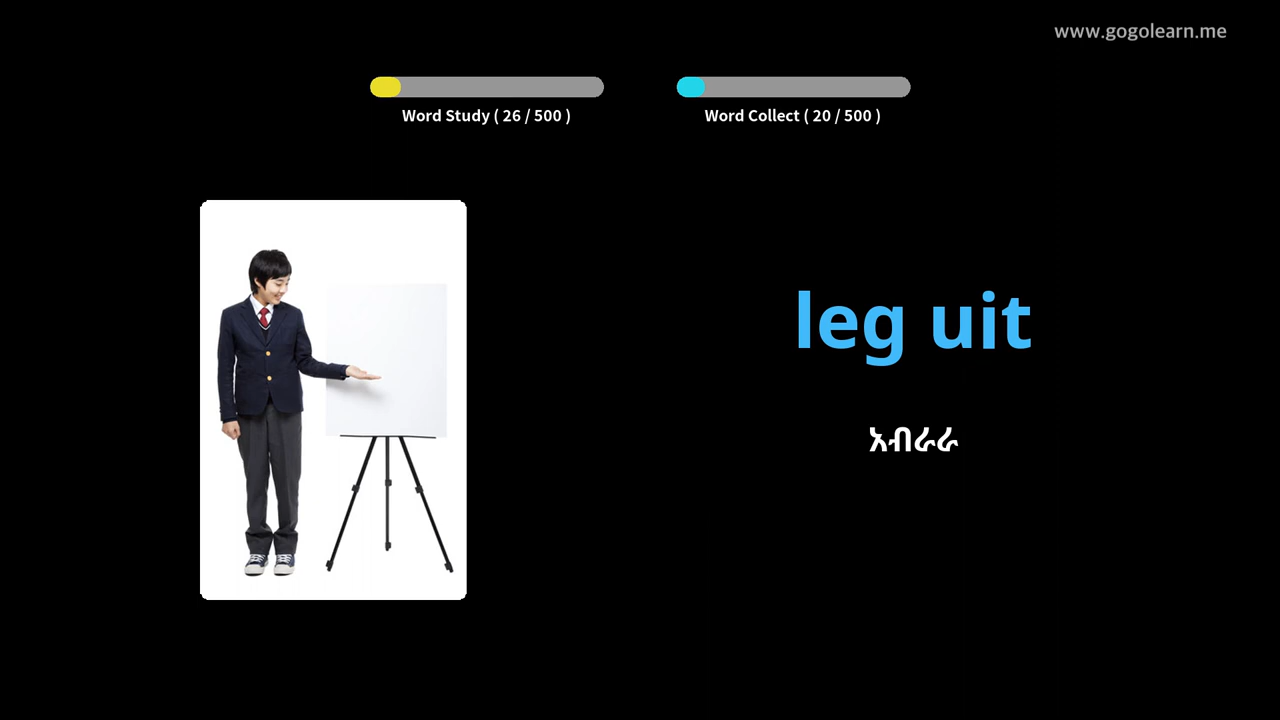 www.gogolearn.me
Word Study ( 26 / 500 )
Word Collect ( 20 / 500 )
leg uit
አብራራ